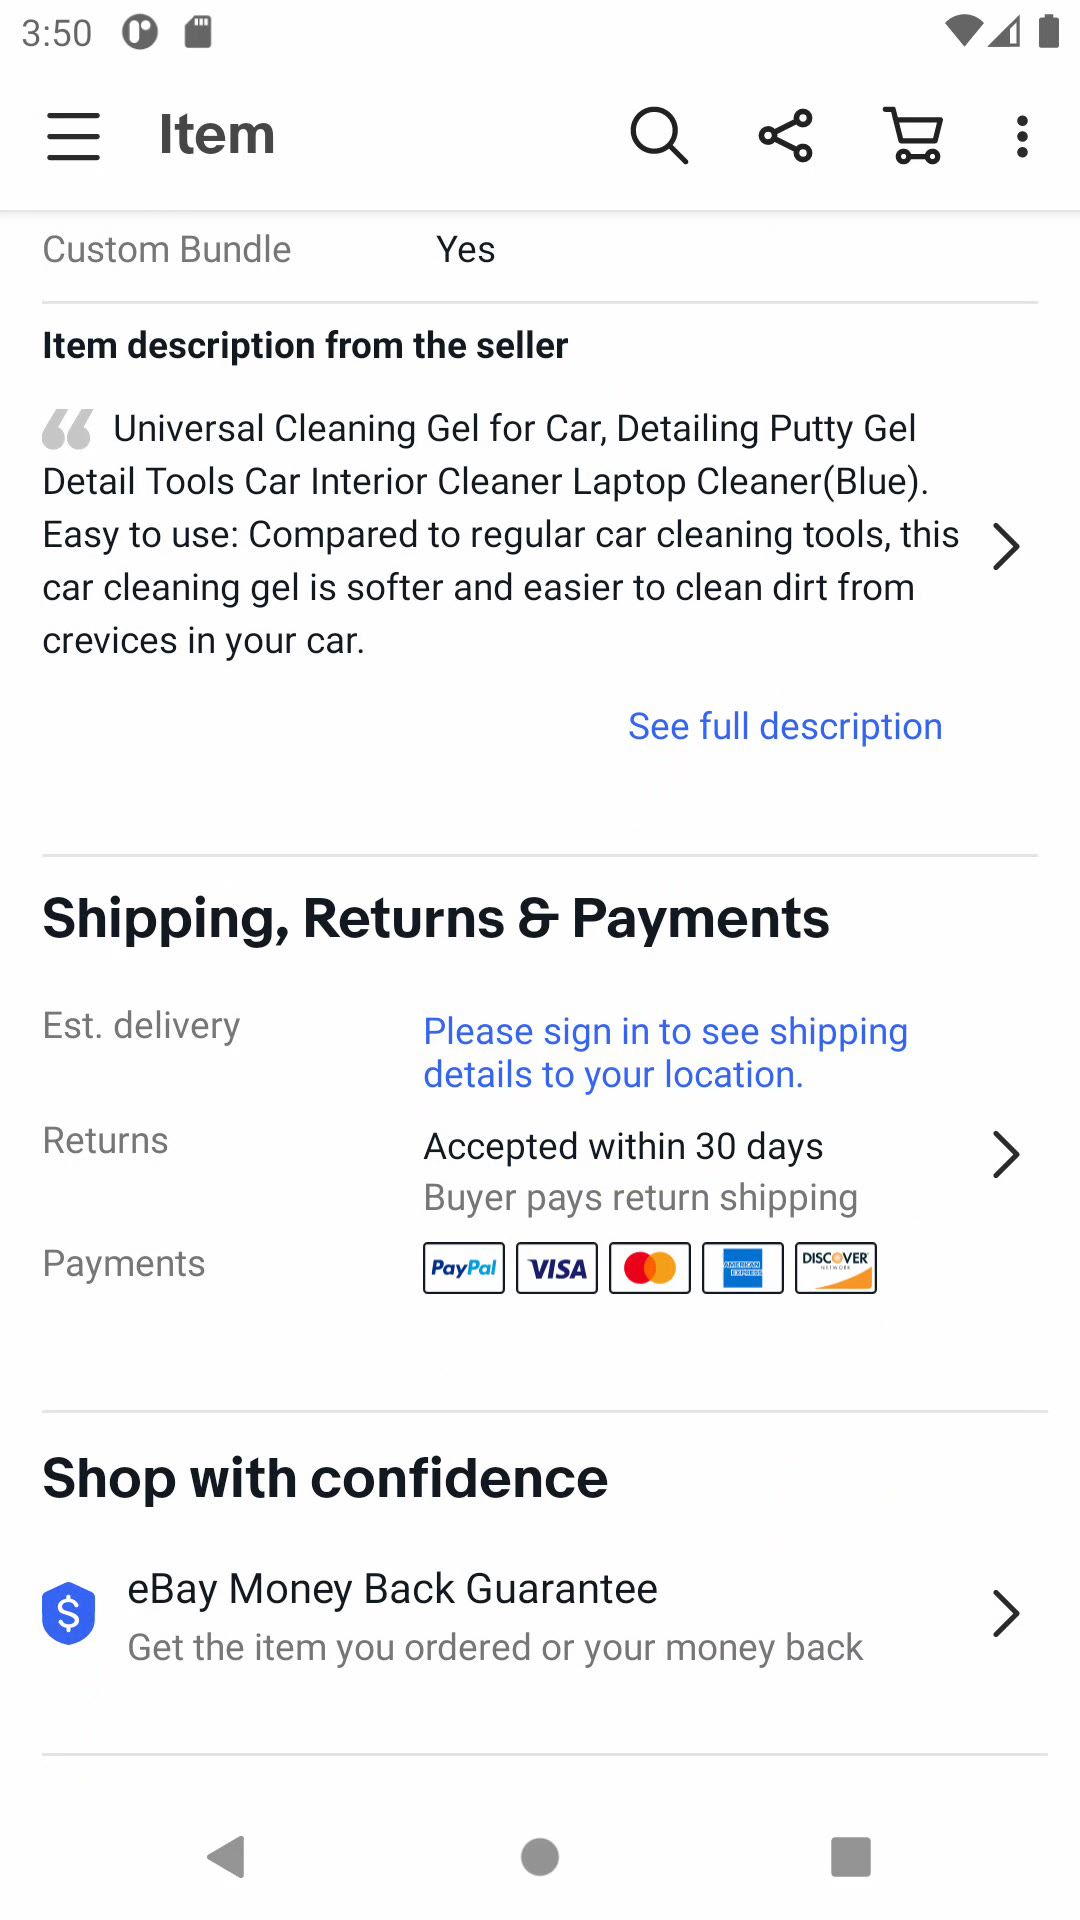 3:50
Item
Custom Bundle Yes
Item description from the seller
Universal Cleaning Gel for Car, Detailing Putty Gel
Detail Tools Car Interior Cleaner Laptop Cleaner(Blue).
Easy to use: Compared to regular car cleaning tools, this
car cleaning gel is softer and easier to clean dirt from
crevices in your car.
See full description
Shipping, Returns & Payments
Est. delivery
Please sign in to see shipping
details to your location.
Returns
Accepted within 30 days
Buyer pays return shipping
Payments
PayPal VISA AMERICAN EXPRESS DISCOVER NETWORK
Shop with confidence
eBay Money Back Guarantee
Get the item you ordered or your money back